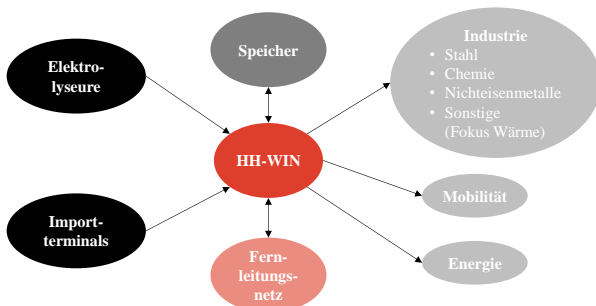 Elektro-
lyseure
Import-
terminals
Speicher
HH-WIN
Fern-
leitungs-
netz
Industrie
• Stahl
• Chemie
• Nichteisenmetalle
• Sonstige
(Fokus Wärme)
Mobilität
Energie